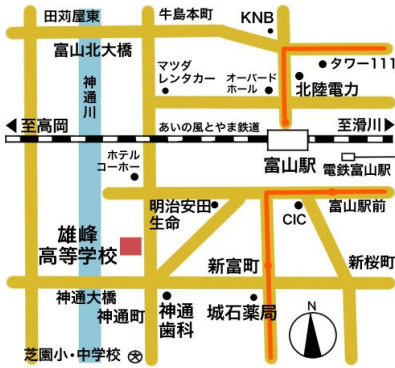 田苅屋東
牛島本町
KNB
富山北大橋
タワー111
マツダ
レンタカー
オーバード
ホール
北陸電力
神通川
至高岡
あいの風とやま鉄道
至滑川
富山駅
電鉄富山駅
ホテル
コーホー
明治安田
生命
CIC
富山駅前
雄峰
高等学校
新富町
新桜町
神通大橋
神通町
神通
歯科
城石薬局
N
芝園小・中学校
文